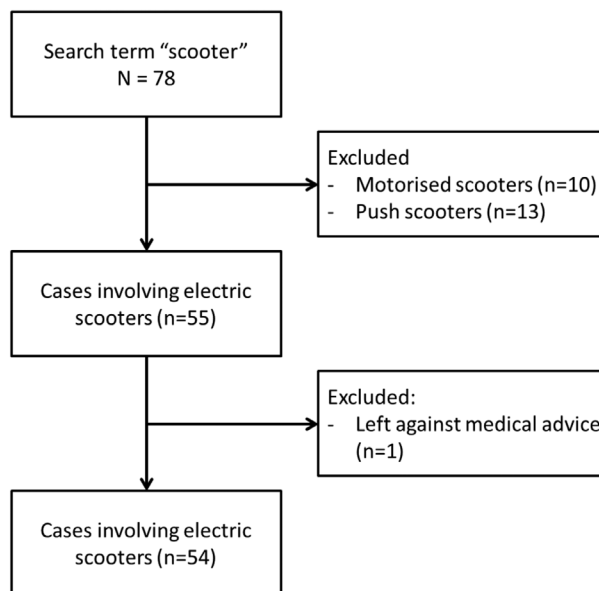 Search term “scooter”
N = 78
Excluded
- Motorised scooters (n=10)
- Push scooters (n=13)
Cases involving electric
scooters (n=55)
Excluded:
- Left against medical advice
(n=1)
Cases involving electric
scooters (n=54)